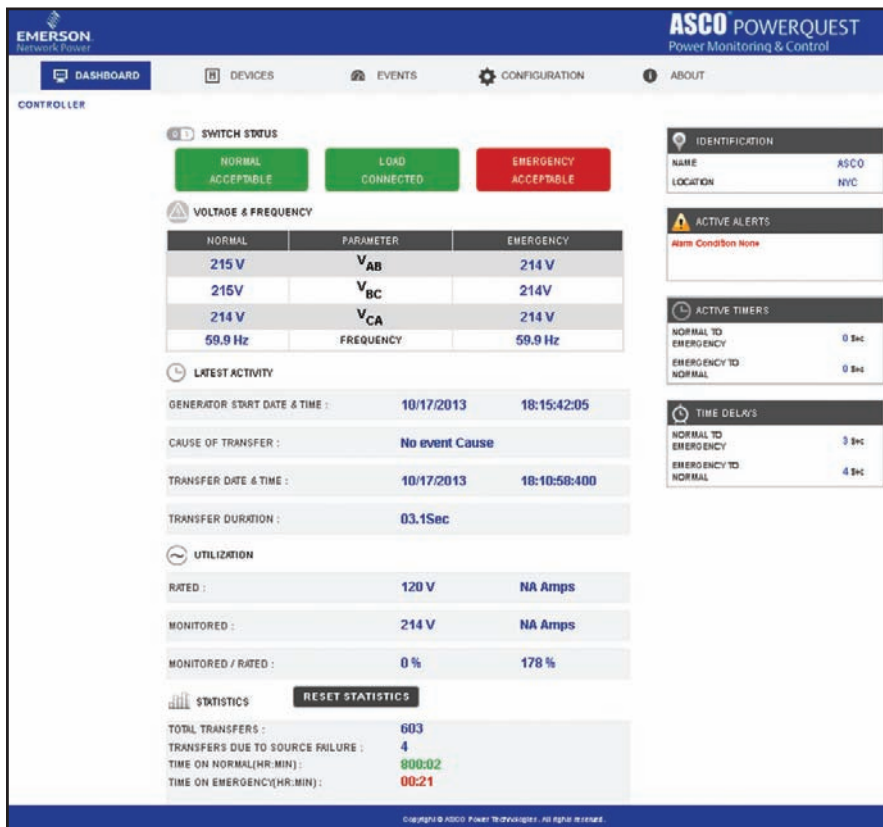 EMERSON
Network Power
ASCO POWERQUEST
Power Monitoring & Control
DASHBOARD
DEVICES
EVENTS
CONFIGURATION
ABOUT
CONTROLLER
SWITCH STATUS
NORMAL
ACCEPTABLE
LOAD
CONNECTED
EMERGENCY
ACCEPTABLE
VOLTAGE & FREQUENCY
NORMAL PARAMETER EMERGENCY
215 V VAB 214 V
215V VBC 214V
214 V VCA 214 V
59.9 Hz FREQUENCY 59.9 Hz
LATEST ACTIVITY
GENERATOR START DATE & TIME : 10/17/2013 18:15:42:05
CAUSE OF TRANSFER : No event Cause
TRANSFER DATE & TIME : 10/17/2013 18:10:58:400
TRANSFER DURATION : 03.1Sec
UTILIZATION
RATED : 120 V NA Amps
MONITORED : 214 V NA Amps
MONITORED / RATED : 0 % 178 %
STATISTICS RESET STATISTICS
TOTAL TRANSFERS : 603
TRANSFERS DUE TO SOURCE FAILURE : 4
TIME ON NORMAL(HR:MIN) : 800:02
TIME ON EMERGENCY(HR:MIN) : 00:21
IDENTIFICATION
NAME ASCO
LOCATION NYC
ACTIVE ALERTS
Alarm Condition None
ACTIVE TIMERS
NORMAL TO
EMERGENCY 0 Sec
EMERGENCY TO
NORMAL 0 Sec
TIME DELAYS
NORMAL TO
EMERGENCY 3 Sec
EMERGENCY TO
NORMAL 4 Sec
Copyright © ASCO Power Technologies. All rights reserved.